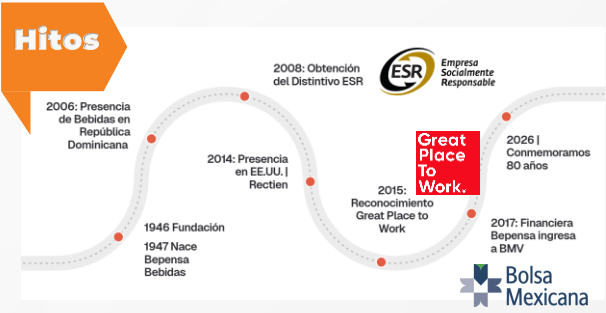 Hitos
2008: Obtención
del Distintivo ESR
ESR
Empresa
Socialmente
Responsable
2006: Presencia
de Bebidas en
República
Dominicana
2014: Presencia
en EE.UU. |
Rectien
Great
Place
To
Work.
2026 |
Conmemoramos
80 años
2015:
Reconocimiento
Great Place to
Work
1946 Fundación
1947 Nace
Bepensa
Bebidas
2017: Financiera
Bepensa ingresa
a BMV
Bolsa
Mexicana